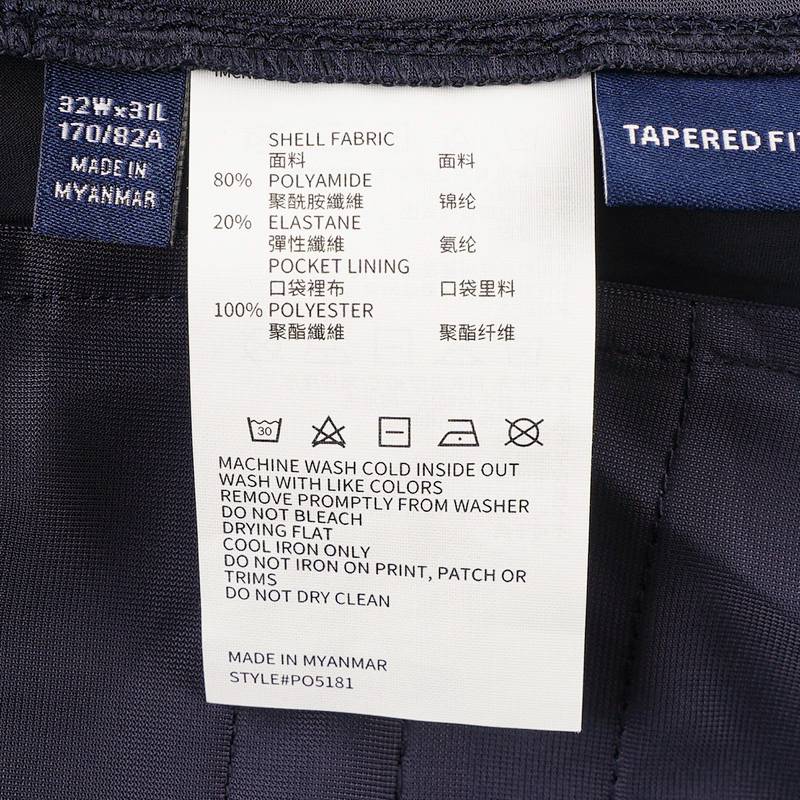 32W×31L
170/82A
MADE IN
MYANMAR
TAPERED FI
SHELL FABRIC
面料 面料
80% POLYAMIDE
聚酰胺纖維 锦纶
20% ELASTANE
彈性纖維 氨纶
POCKET LINING
口袋裡布 口袋里料
100% POLYESTER
聚酯纖維 聚酯纤维
30
MACHINE WASH COLD INSIDE OUT
WASH WITH LIKE COLORS
REMOVE PROMPTLY FROM WASHER
DO NOT BLEACH
DRYING FLAT
COOL IRON ONLY
DO NOT IRON ON PRINT, PATCH OR
TRIMS
DO NOT DRY CLEAN
MADE IN MYANMAR
STYLE#PO5181